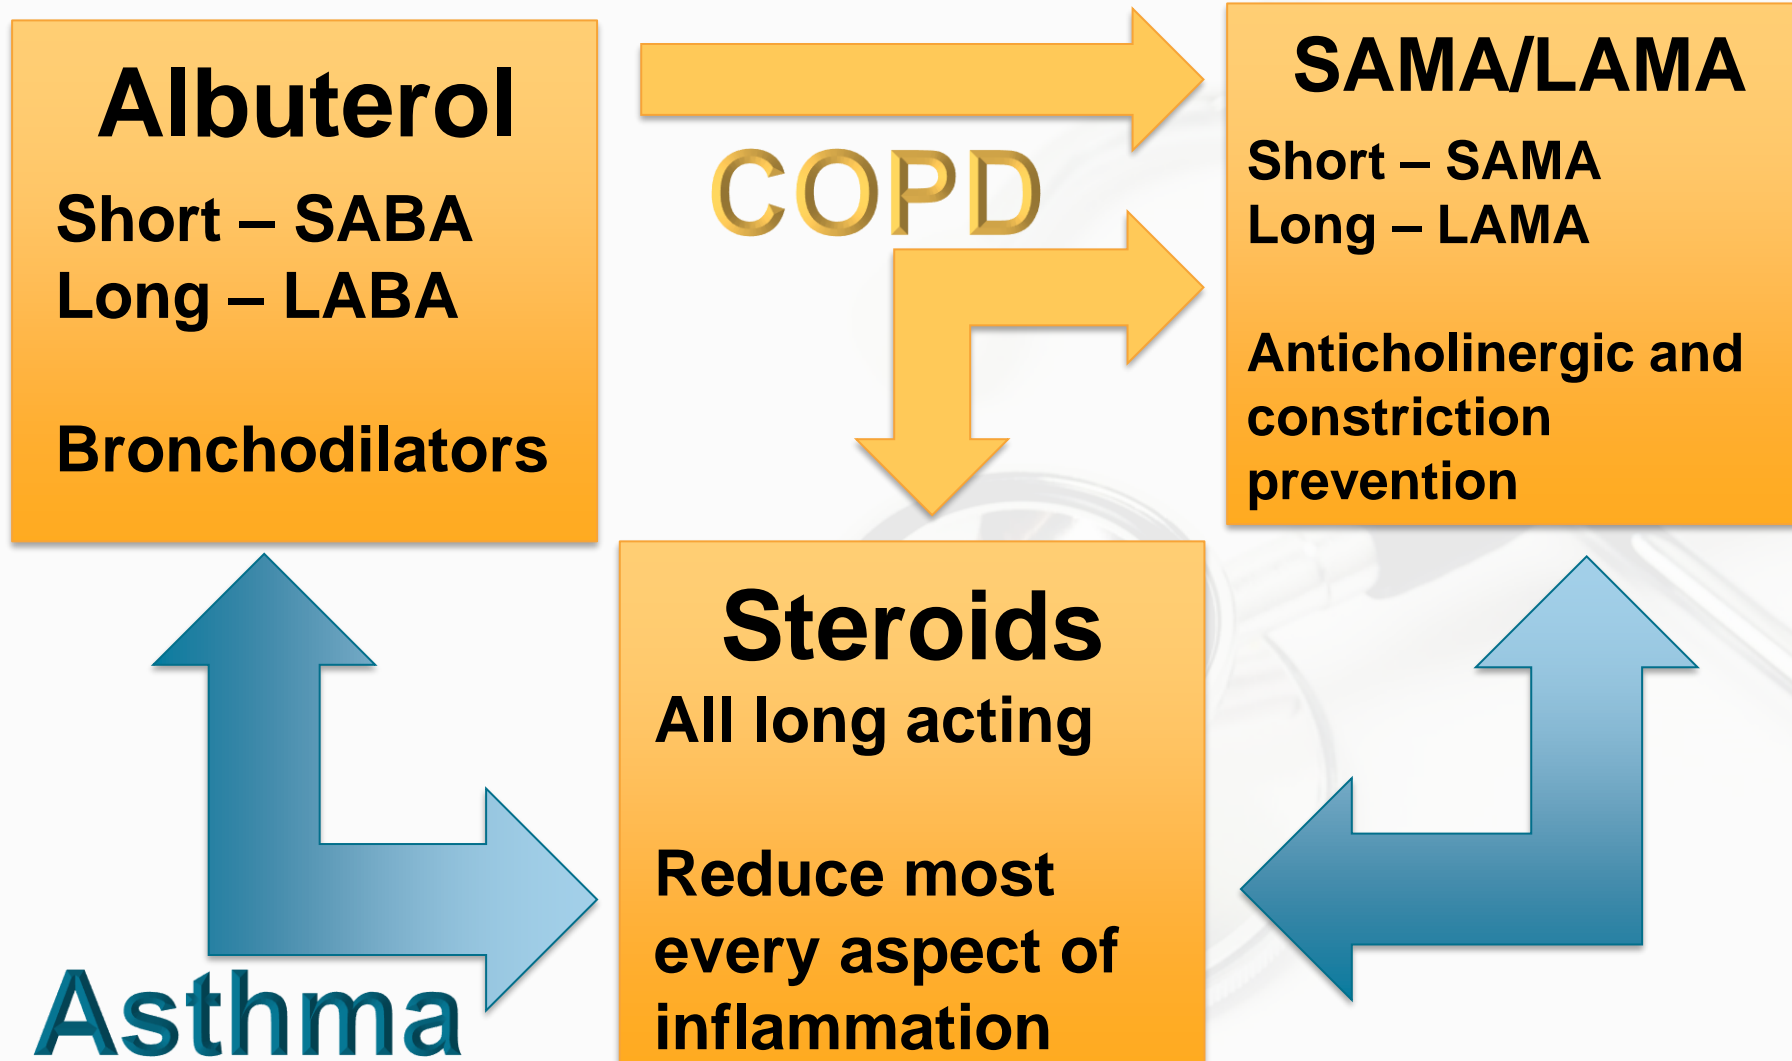 Albuterol
Short – SABA
Long – LABA
Bronchodilators
COPD
SAMA/LAMA
Short – SAMA
Long – LAMA
Anticholinergic and
constriction
prevention
Steroids
All long acting
Reduce most
every aspect of
inflammation
Asthma